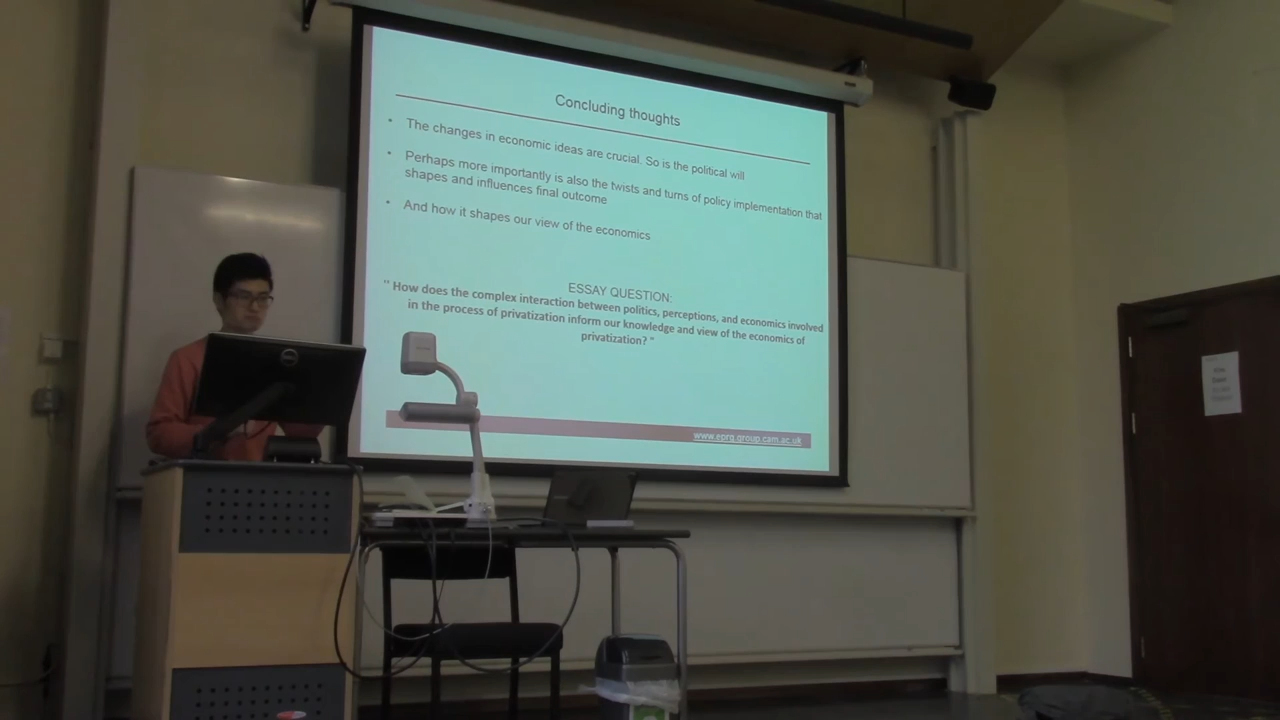 Concluding thoughts
• The changes in economic ideas are crucial. So is the political will
• Perhaps more importantly is also the twists and turns of policy implementation that
shapes and influences final outcome
• And how it shapes our view of the economics
ESSAY QUESTION:
" How does the complex interaction between politics, perceptions, and economics involved
in the process of privatization inform our knowledge and view of the economics of
privatization? "
www.eprg.group.cam.ac.uk
DELL